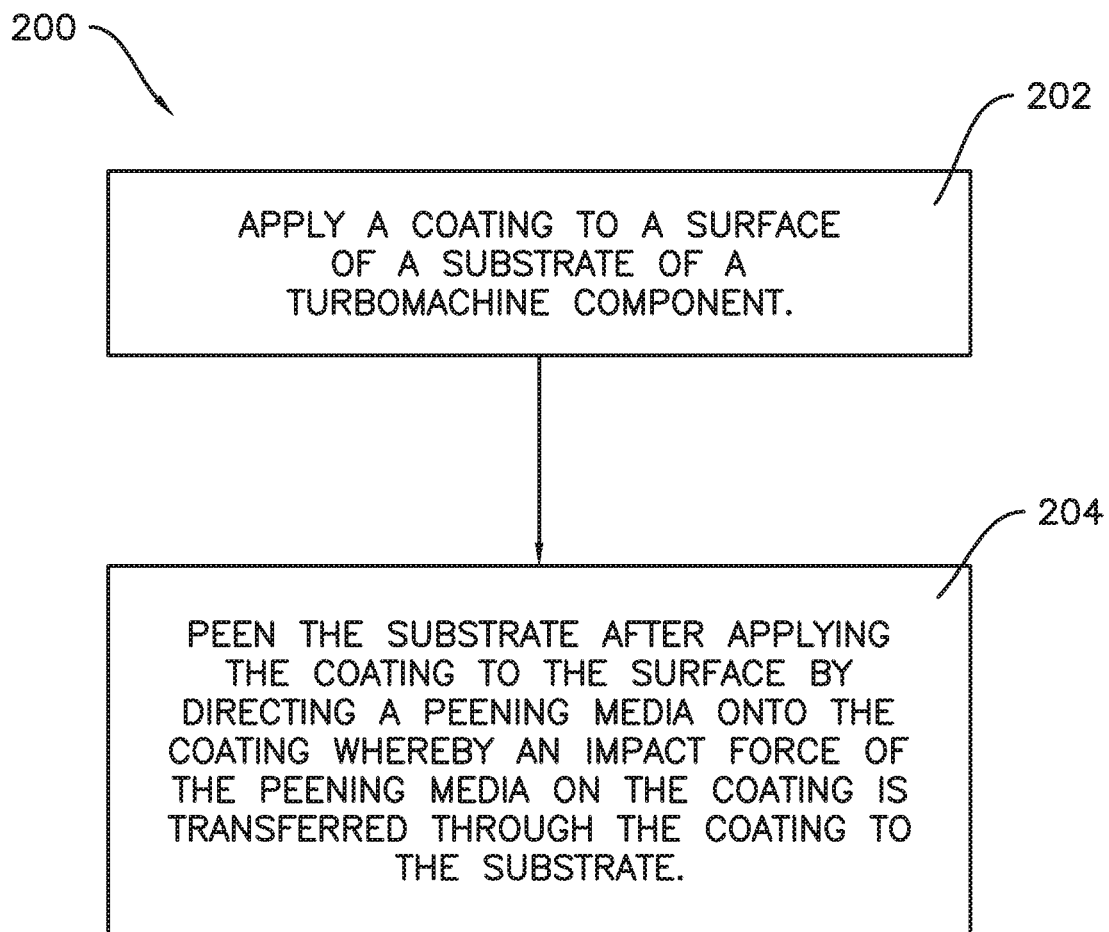 200
202
APPLY A COATING TO A SURFACE
OF A SUBSTRATE OF A
TURBOMACHINE COMPONENT.
204
PEEN THE SUBSTRATE AFTER APPLYING
THE COATING TO THE SURFACE BY
DIRECTING A PEENING MEDIA ONTO THE
COATING WHEREBY AN IMPACT FORCE OF
THE PEENING MEDIA ON THE COATING IS
TRANSFERRED THROUGH THE COATING TO
THE SUBSTRATE.